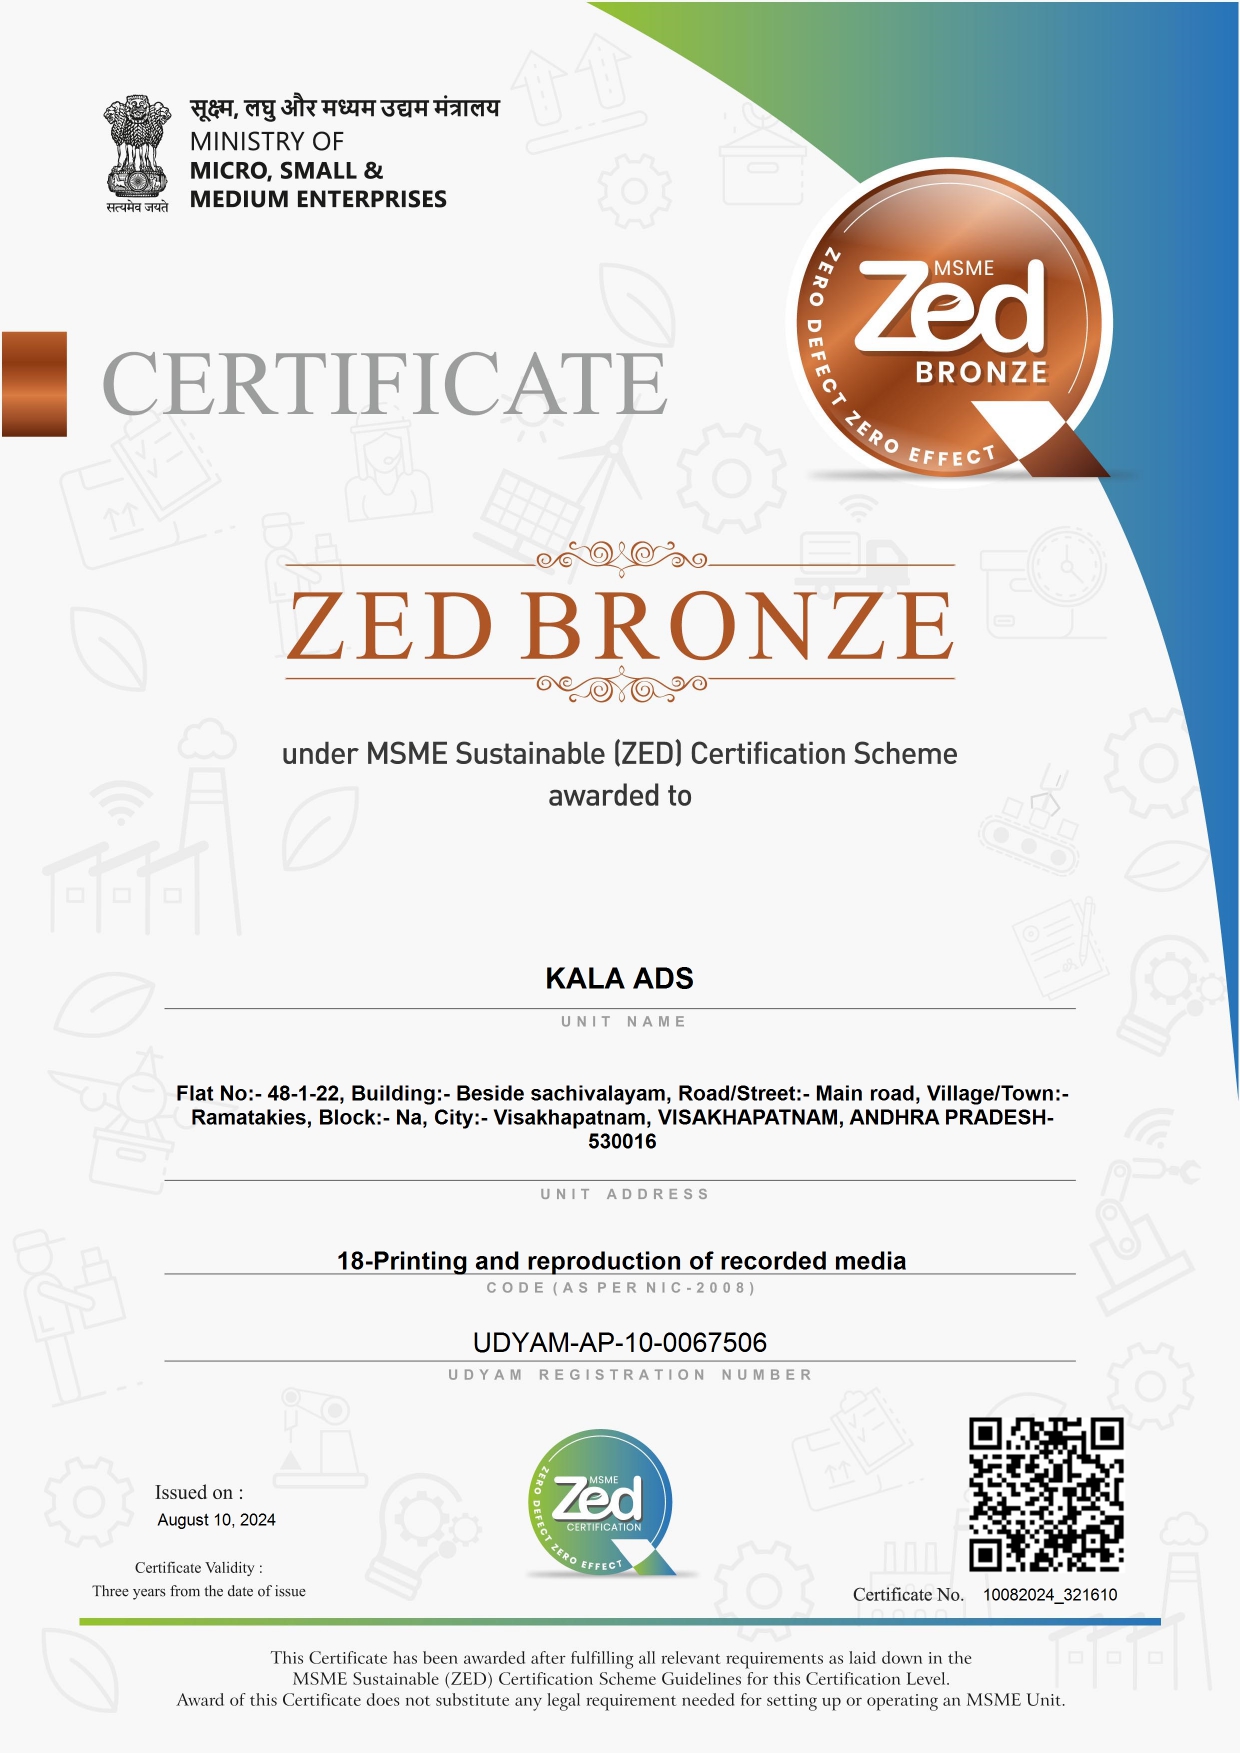 सूक्ष्म, लघु और मध्यम उद्यम मंत्रालय
MINISTRY OF
MICRO, SMALL &
MEDIUM ENTERPRISES
सत्यमेव जयते
MSME
Zed
BRONZE
ZERO DEFECT ZERO EFFECT
CERTIFICATE
ZED BRONZE
under MSME Sustainable (ZED) Certification Scheme
awarded to
KALA ADS
UNIT NAME
Flat No:- 48-1-22, Building:- Beside sachivalayam, Road/Street:- Main road, Village/Town:-
Ramatakies, Block:- Na, City:- Visakhapatnam, VISAKHAPATNAM, ANDHRA PRADESH-
530016
UNIT ADDRESS
18-Printing and reproduction of recorded media
CODE (AS PER NIC-2008)
UDYAM-AP-10-0067506
UDYAM REGISTRATION NUMBER
Issued on :
August 10, 2024
Certificate Validity :
Three years from the date of issue
MSME
Zed
CERTIFICATION
ZERO DEFECT ZERO EFFECT
Certificate No. 10082024_321610
This Certificate has been awarded after fulfilling all relevant requirements as laid down in the
MSME Sustainable (ZED) Certification Scheme Guidelines for this Certification Level.
Award of this Certificate does not substitute any legal requirement needed for setting up or operating an MSME Unit.